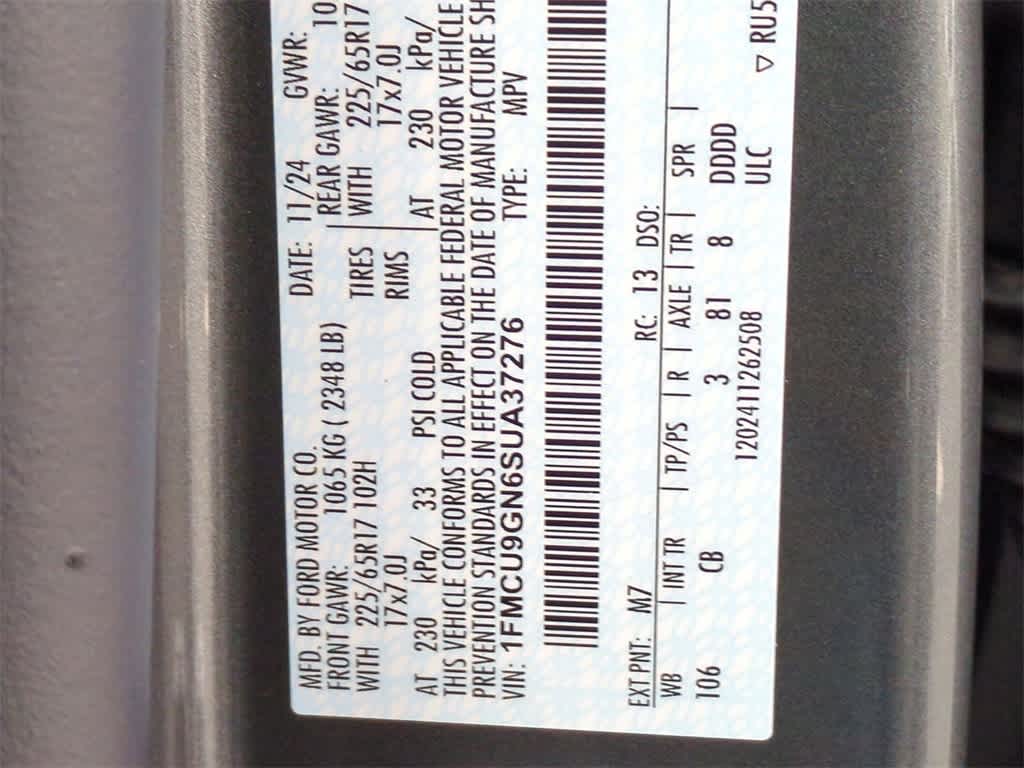 MFD. BY FORD MOTOR CO. DATE: 11/24 GVWR:
FRONT GAWR: 1065 KG ( 2348 LB) REAR GAWR: 10
WITH 225/65R17 102H TIRES WITH 225/65R17
17x7.0J RIMS 17x7.0J
AT 230 kPa/ 33 PSI COLD AT 230 kPa/
THIS VEHICLE CONFORMS TO ALL APPLICABLE FEDERAL MOTOR VEHICLE
PREVENTION STANDARDS IN EFFECT ON THE DATE OF MANUFACTURE SH
VIN: 1FMCU9GN6SUA37276 TYPE: MPV
EXT PNT: M7 RC: 13 DSO:
WB | INT TR | TP/PS | R | AXLE | TR | SPR |
106 CB 3 81 8 DDDD
1202411262508 ULC
▽ RU5